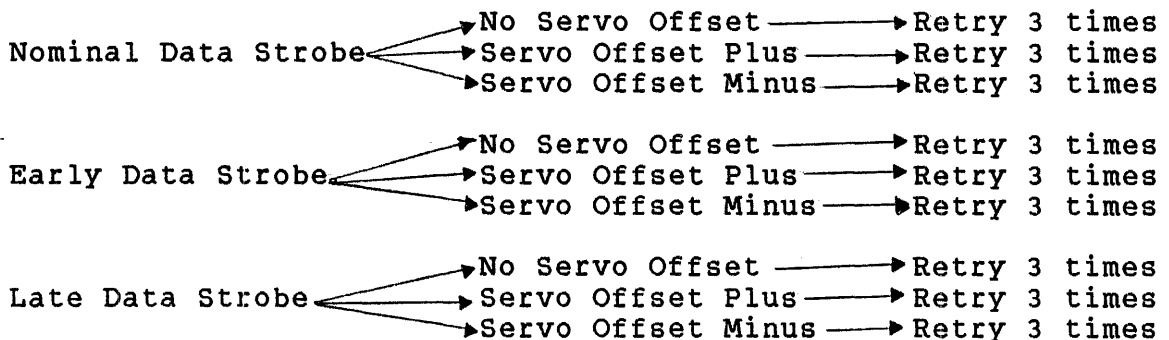 No Servo Offset Retry 3 times
Nominal Data Strobe Servo Offset Plus Retry 3 times
Servo Offset Minus Retry 3 times
No Servo Offset Retry 3 times
Early Data Strobe Servo Offset Plus Retry 3 times
Servo Offset Minus Retry 3 times
No Servo Offset Retry 3 times
Late Data Strobe Servo Offset Plus Retry 3 times
Servo Offset Minus Retry 3 times